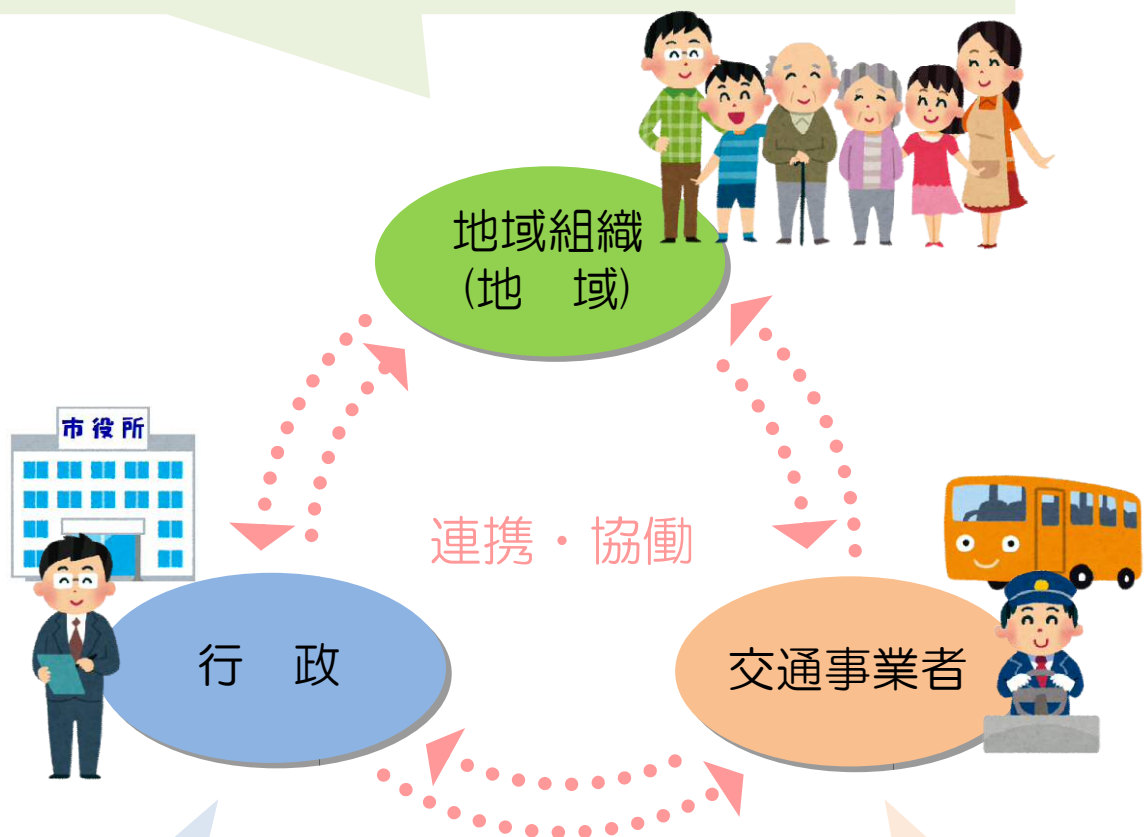 地域組織
(地　域)
市役所
連携・協働
行　政
交通事業者